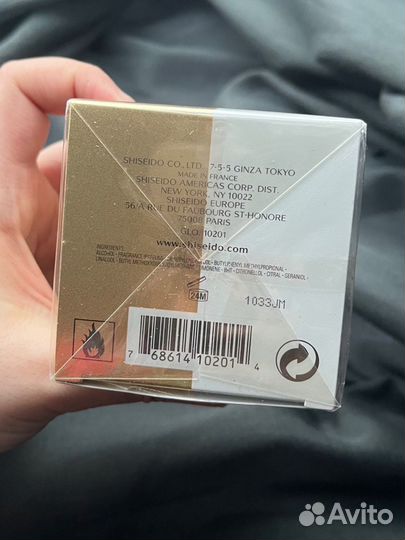 SHISEIDO CO., LTD. 7-5-5 GINZA TOKYO
MADE IN FRANCE
SHISEIDO AMERICAS CORP. DIST.
NEW YORK, NY 10022
SHISEIDO EUROPE
56/A RUE DU FAUBOURG ST-HONORE
75008 PARIS
GLO. 10201
www.shiseido.com
INGREDIENTS:
ALCOHOL - FRAGRANCE - BUTYLPHENYL METHYLPROPIONAL -
LINALOOL - LIMONENE - BHT - CITRONELLOL - CITRAL - GERANIOL
24M
1033JM
7 68614 10201 4
Avito